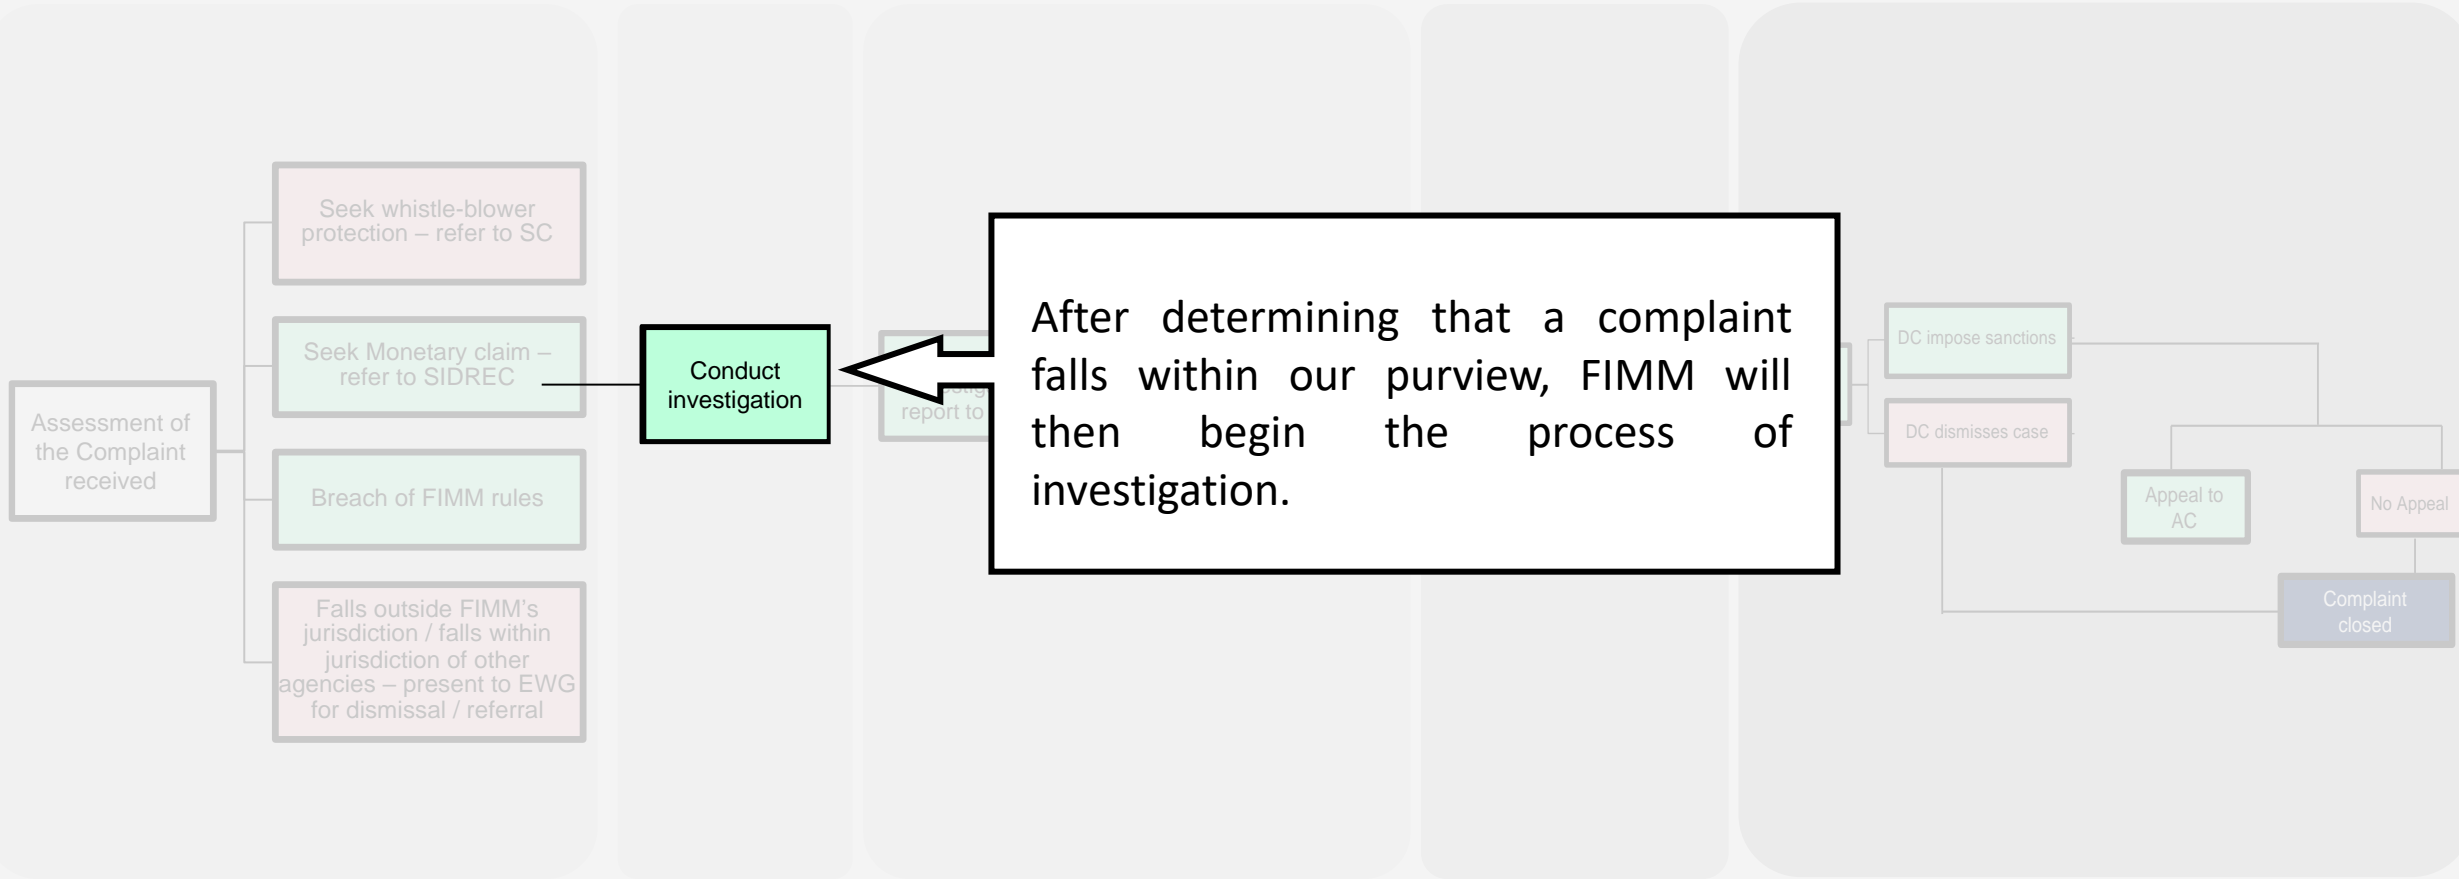 Assessment of
the Complaint
received
Seek whistle-blower
protection – refer to SC
Seek Monetary claim –
refer to SIDREC
Breach of FIMM rules
Falls outside FIMM’s
jurisdiction / falls within
jurisdiction of other
agencies – present to EWG
for dismissal / referral
Conduct
investigation
report to
After determining that a complaint
falls within our purview, FIMM will
then begin the process of
investigation.
DC impose sanctions
DC dismisses case
Appeal to
AC
No Appeal
Complaint
closed